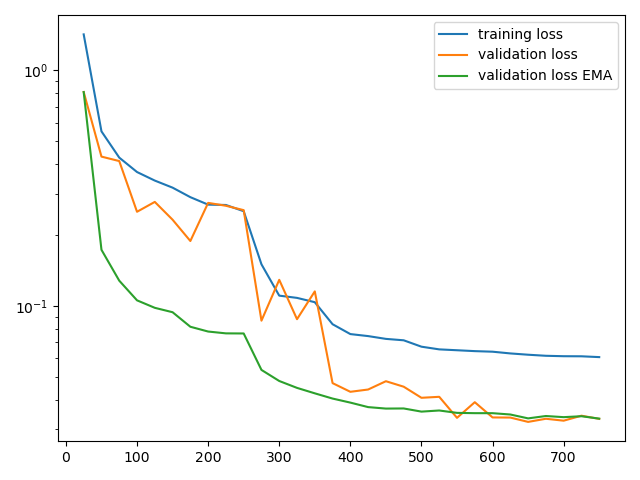 training loss
validation loss
validation loss EMA
10⁰
10⁻¹
0 100 200 300 400 500 600 700